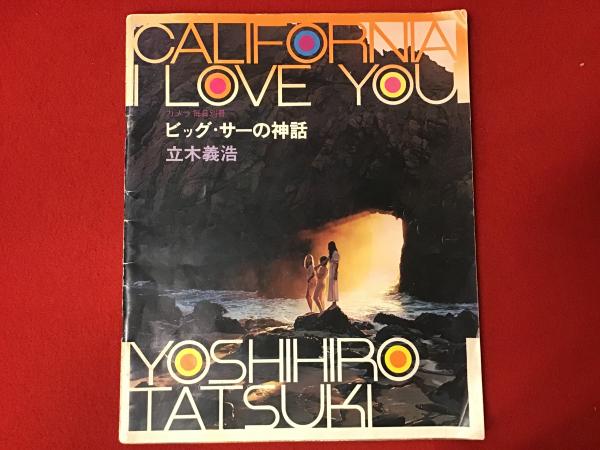 CALIFORNIA
I LOVE YOU
カメラ毎日別冊
ビッグ・サーの神話
立木義浩
YOSHIHIRO
TATSUKI